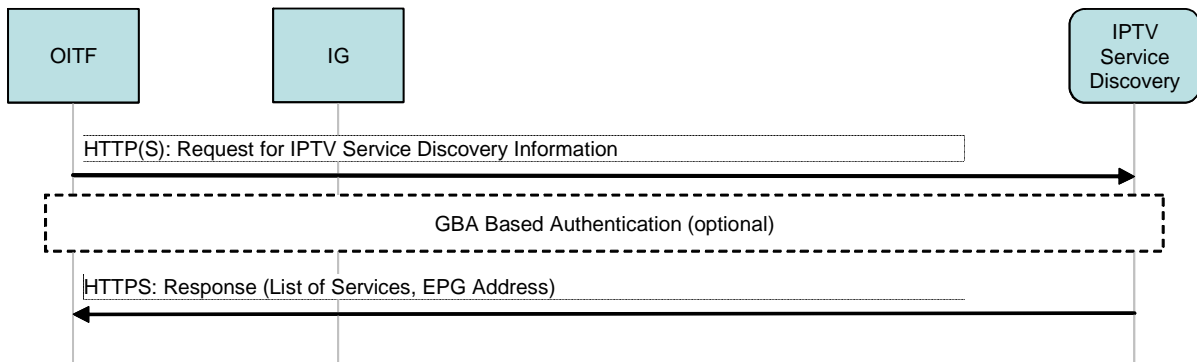 OITF
IG
IPTV
Service
Discovery
HTTP(S): Request for IPTV Service Discovery Information
GBA Based Authentication (optional)
HTTPS: Response (List of Services, EPG Address)